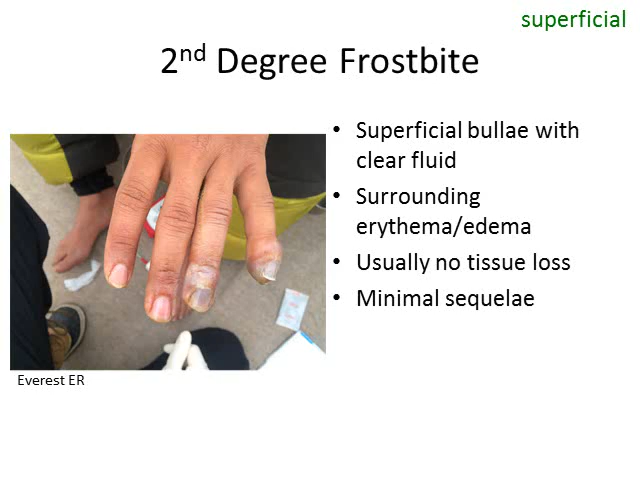 superficial
2nd Degree Frostbite
• Superficial bullae with
clear fluid
• Surrounding
erythema/edema
• Usually no tissue loss
• Minimal sequelae
Everest ER